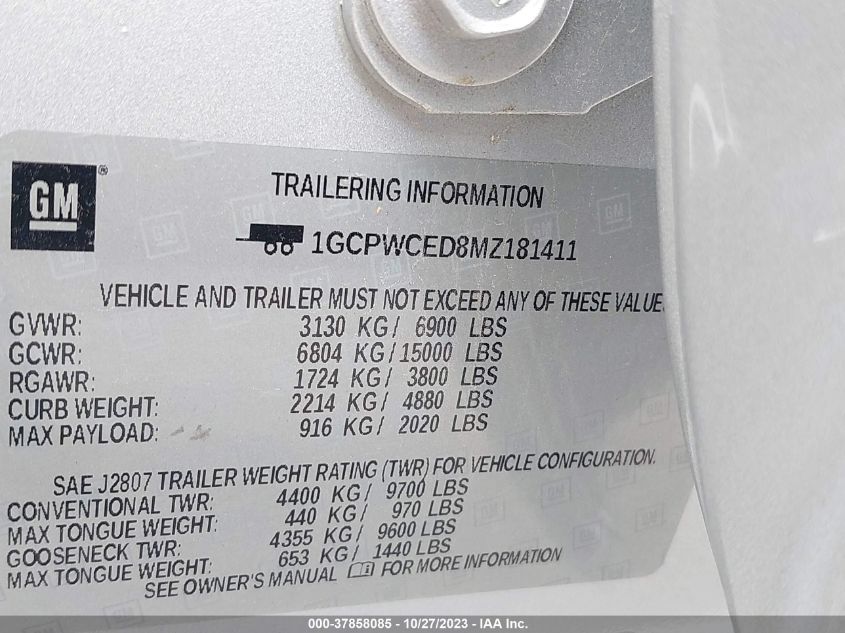 GM ®
TRAILERING INFORMATION
1GCPWCED8MZ181411
VEHICLE AND TRAILER MUST NOT EXCEED ANY OF THESE VALUE
GVWR: 3130 KG/ 6900 LBS
GCWR: 6804 KG/15000 LBS
RGAWR: 1724 KG/ 3800 LBS
CURB WEIGHT: 2214 KG/ 4880 LBS
MAX PAYLOAD: 916 KG/ 2020 LBS
SAE J2807 TRAILER WEIGHT RATING (TWR) FOR VEHICLE CONFIGURATION.
CONVENTIONAL TWR: 4400 KG/ 9700 LBS
MAX TONGUE WEIGHT: 440 KG/ 970 LBS
GOOSENECK TWR: 4355 KG/ 9600 LBS
MAX TONGUE WEIGHT: 653 KG/ 1440 LBS
SEE OWNER'S MANUAL FOR MORE INFORMATION
000-37858085 - 10/27/2023 - IAA Inc.